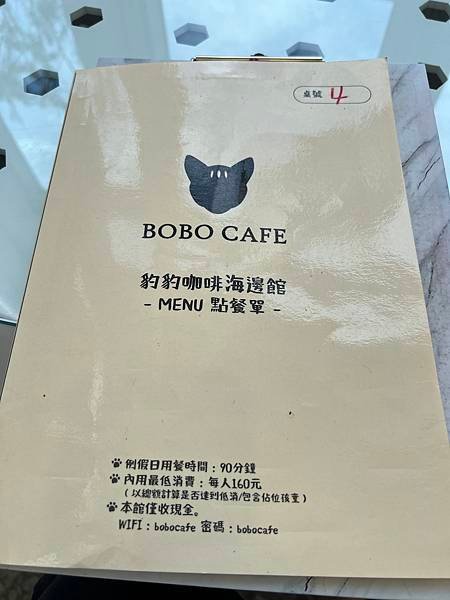 桌號 4
BOBO CAFE
豹豹咖啡海邊館
- MENU 點餐單 -
例假日用餐時間：90分鐘
內用最低消費：每人160元
（以總額計算是否達到低消/包含佔位孩童）
本館僅收現金。
WIFI：bobocafe 密碼：bobocafe